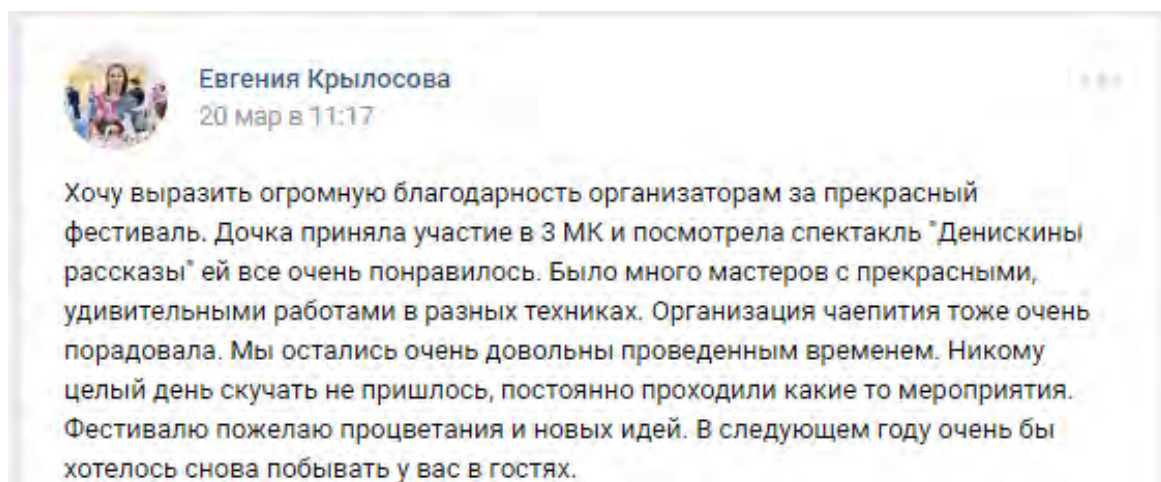 Евгения Крылосова
20 мар в 11:17
Хочу выразить огромную благодарность организаторам за прекрасный
фестиваль. Дочка приняла участие в 3 МК и посмотрела спектакль "Денискины
рассказы" ей все очень понравилось. Было много мастеров с прекрасными,
удивительными работами в разных техниках. Организация чаепития тоже очень
порадовала. Мы остались очень довольны проведенным временем. Никому
целый день скучать не пришлось, постоянно проходили какие то мероприятия.
Фестивалю пожелаю процветания и новых идей. В следующем году очень бы
хотелось снова побывать у вас в гостях.